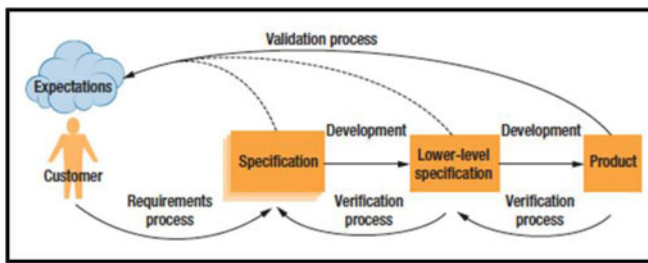 Validation process
Expectations
Development
Development
Specification
Lower-level
specification
Product
Customer
Requirements
process
Verification
process
Verification
process